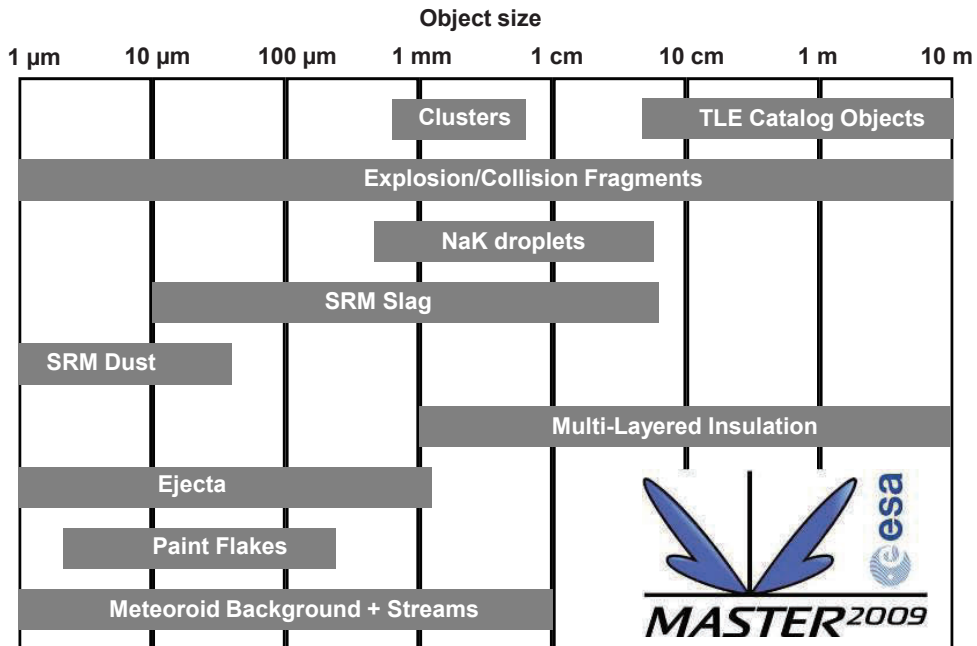 Object size
1 µm 10 µm 100 µm 1 mm 1 cm 10 cm 1 m 10 m
Clusters TLE Catalog Objects
Explosion/Collision Fragments
NaK droplets
SRM Slag
SRM Dust
Multi-Layered Insulation
Ejecta
esa
Paint Flakes
Meteoroid Background + Streams
MASTER2009